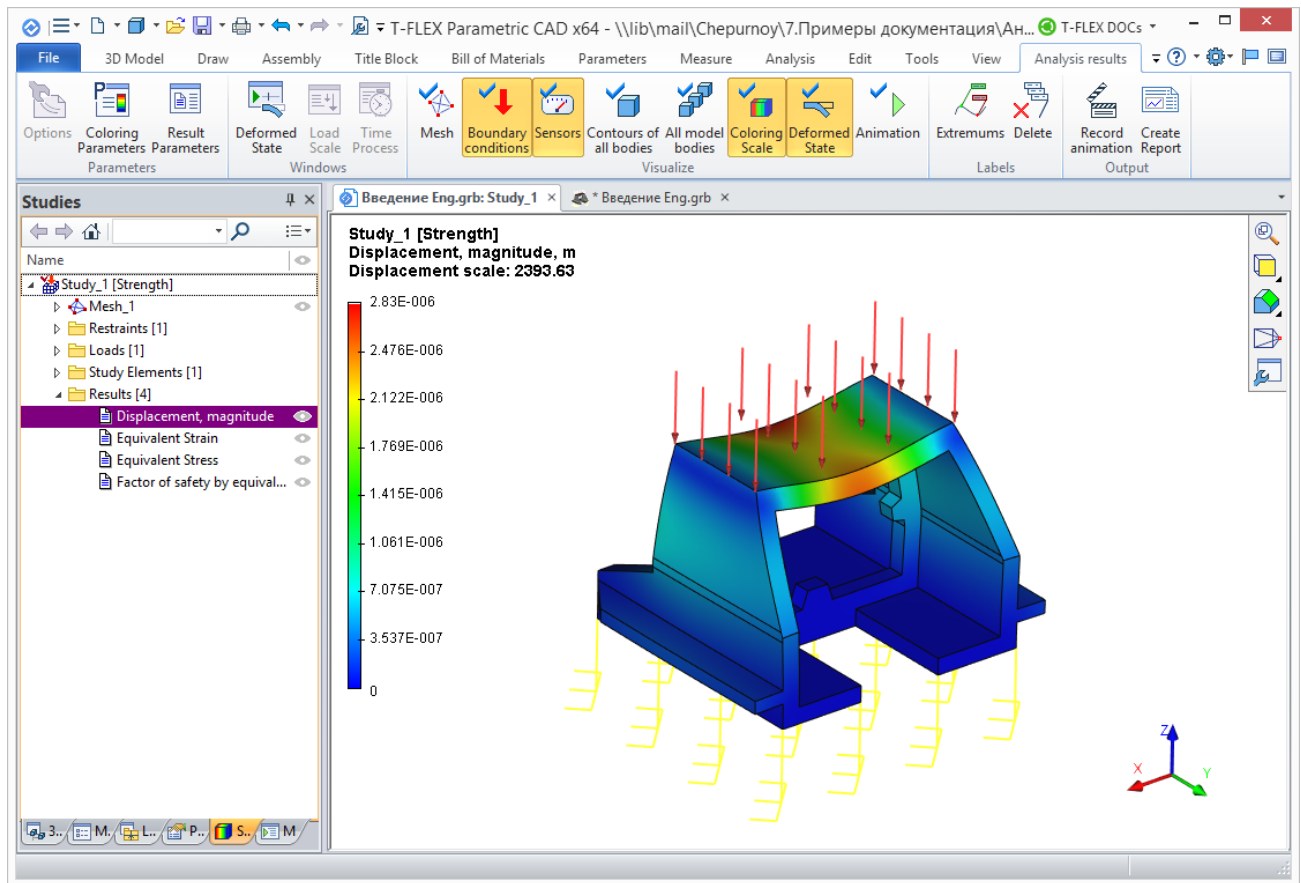 T-FLEX Parametric CAD x64 - \\lib\mail\Chepurnoy\7.Примеры документация\Ан... T-FLEX DOCs
File 3D Model Draw Assembly Title Block Bill of Materials Parameters Measure Analysis Edit Tools View Analysis results
Options Coloring Parameters Result Parameters Deformed State Load Scale Time Process Mesh Boundary conditions Sensors Contours of all bodies All model bodies Coloring Scale Deformed State Animation Extremums Delete Record animation Create Report
Parameters Windows Visualize Labels Output
Studies
Введение Eng.grb: Study_1 * Введение Eng.grb
Name
Study_1 [Strength]
Mesh_1
Restraints [1]
Loads [1]
Study Elements [1]
Results [4]
Displacement, magnitude
Equivalent Strain
Equivalent Stress
Factor of safety by equival...
3.. M. L.. P.. S.. M
Study_1 [Strength]
Displacement, magnitude, m
Displacement scale: 2393.63
2.83E-006
2.476E-006
2.122E-006
1.769E-006
1.415E-006
1.061E-006
7.075E-007
3.537E-007
0
Z
X Y